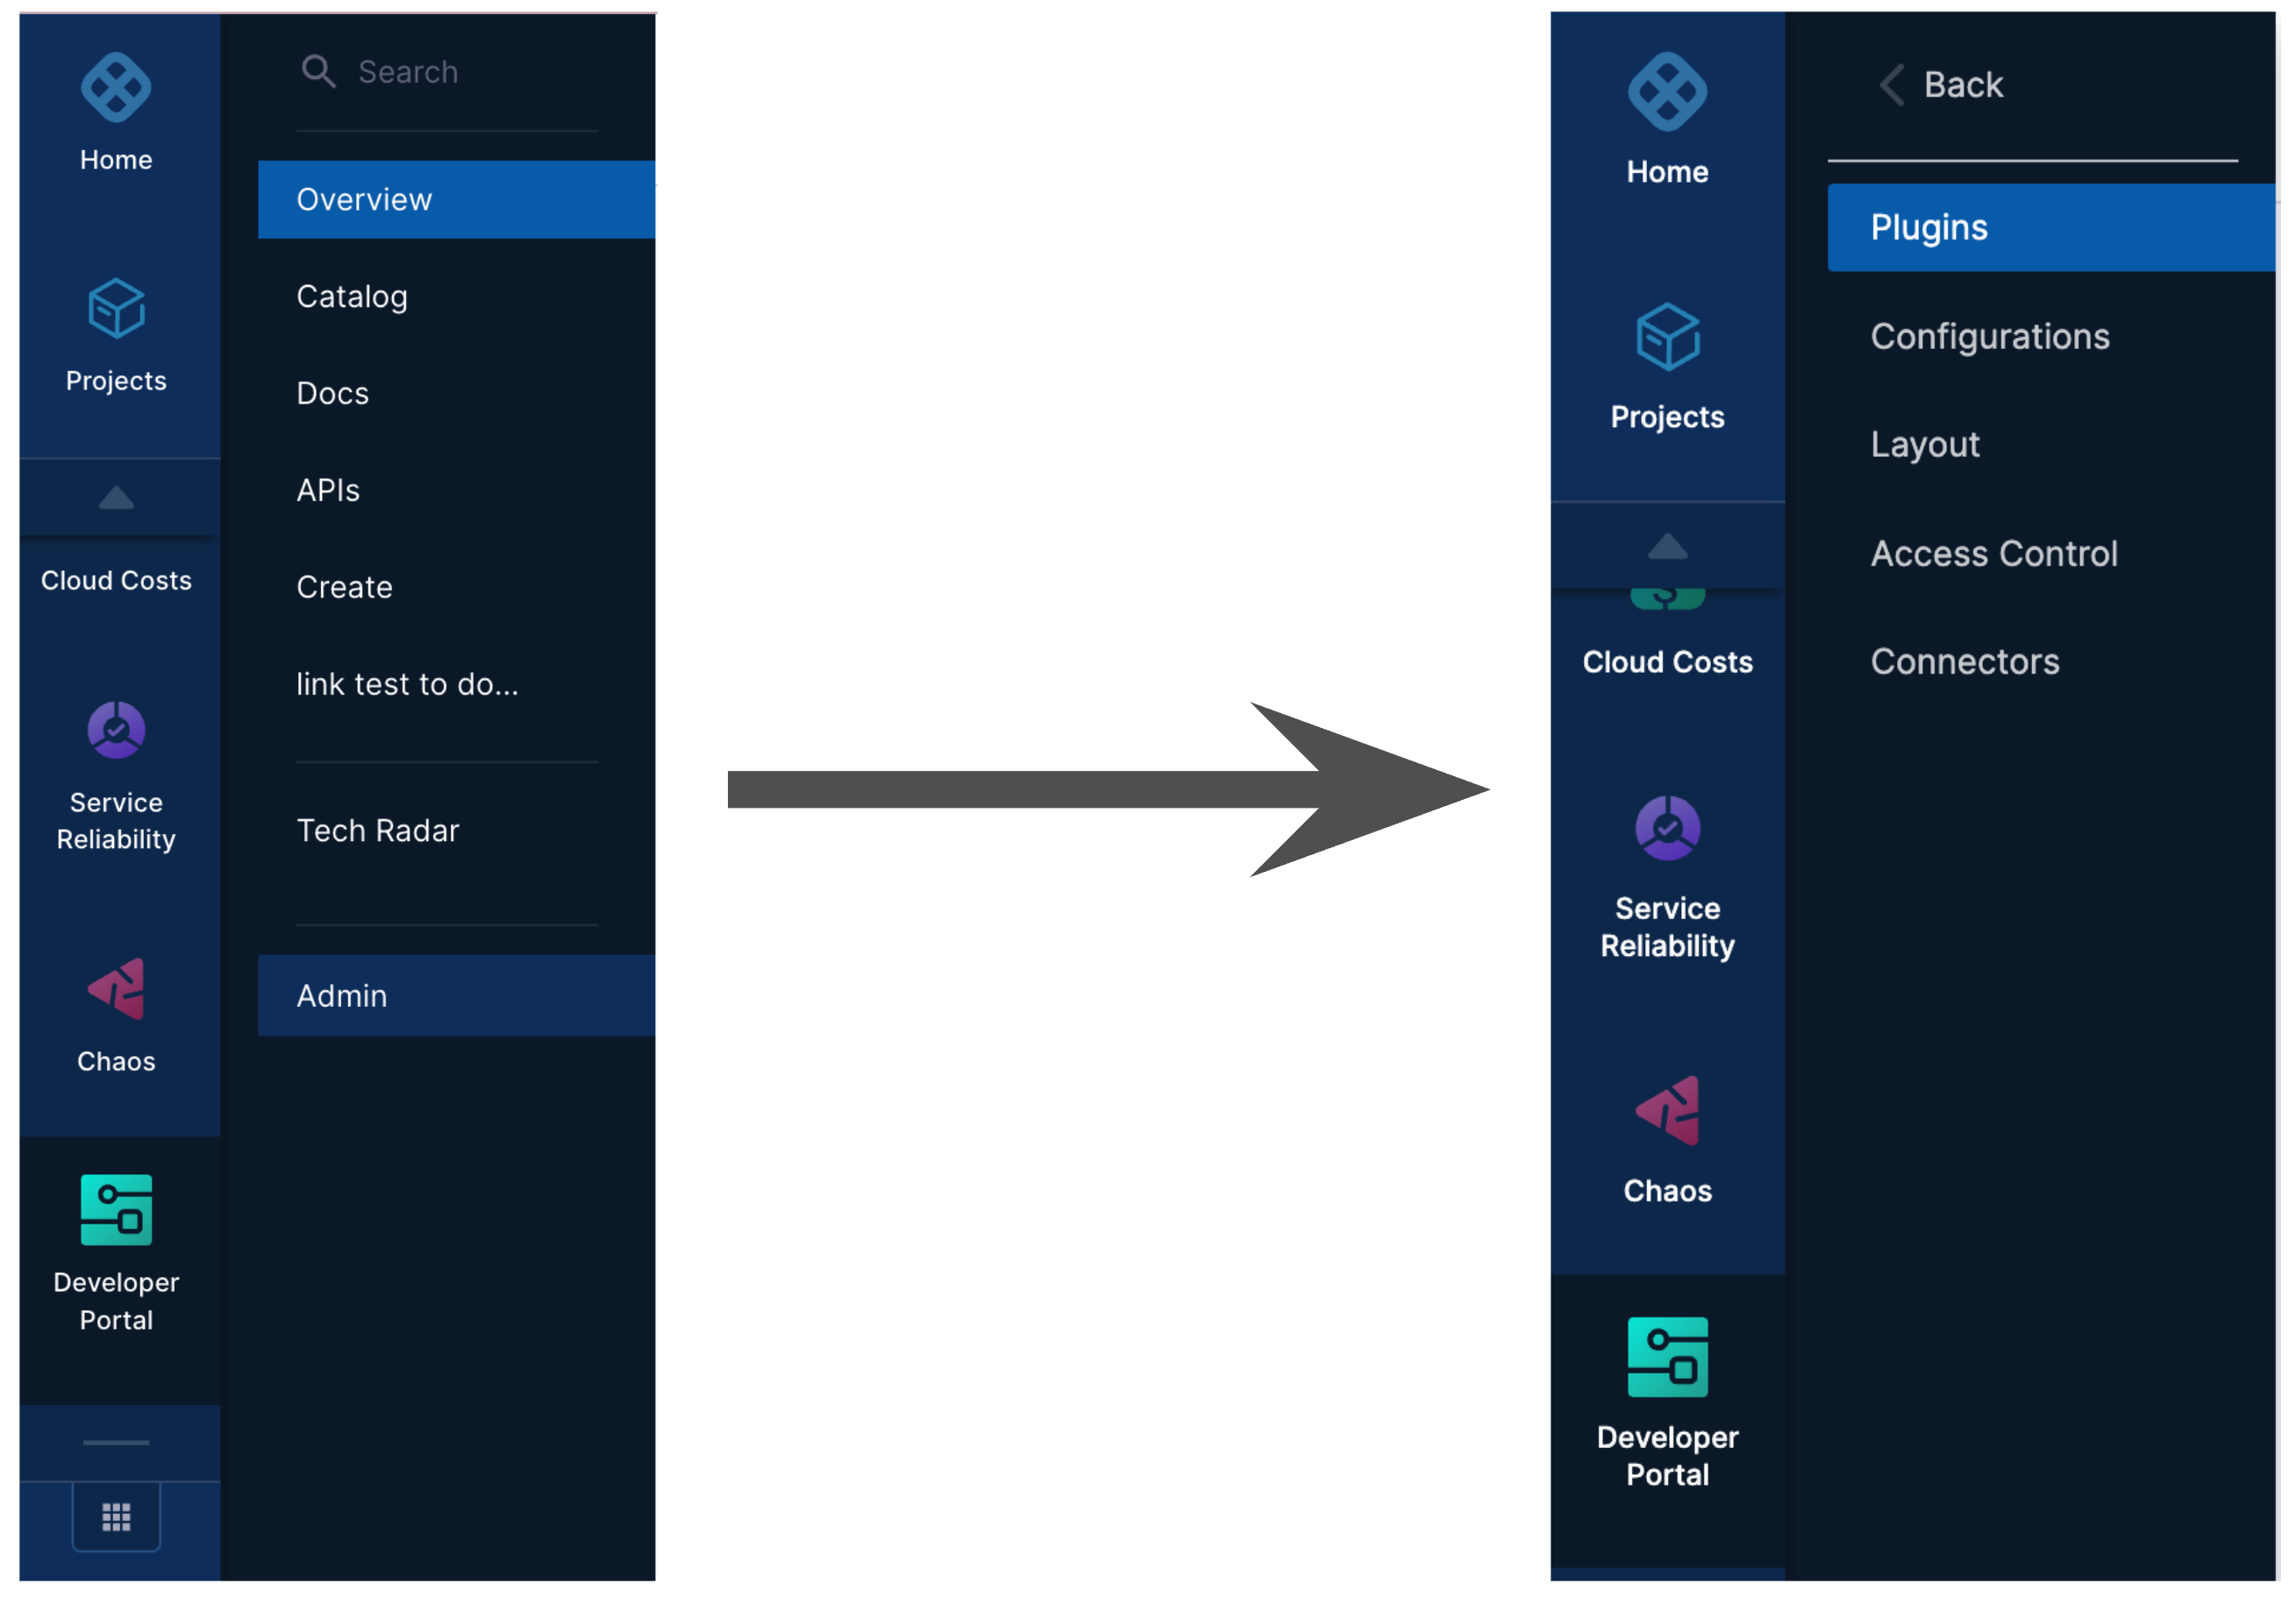 Home
Projects
Cloud Costs
Service
Reliability
Chaos
Developer
Portal
Search
Overview
Catalog
Docs
APIs
Create
link test to do...
Tech Radar
Admin
Home
Projects
Cloud Costs
Service
Reliability
Chaos
Developer
Portal
Back
Plugins
Configurations
Layout
Access Control
Connectors